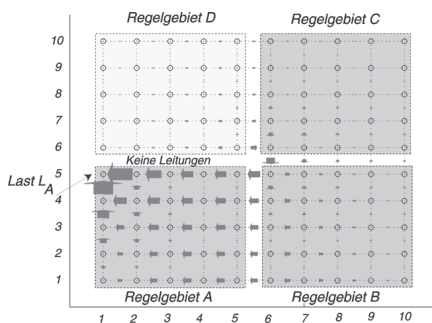 Regelgebiet D Regelgebiet C
10
9
8
7
6
Keine Leitungen
Last L_A
5
4
3
2
1
Regelgebiet A Regelgebiet B
1 2 3 4 5 6 7 8 9 10